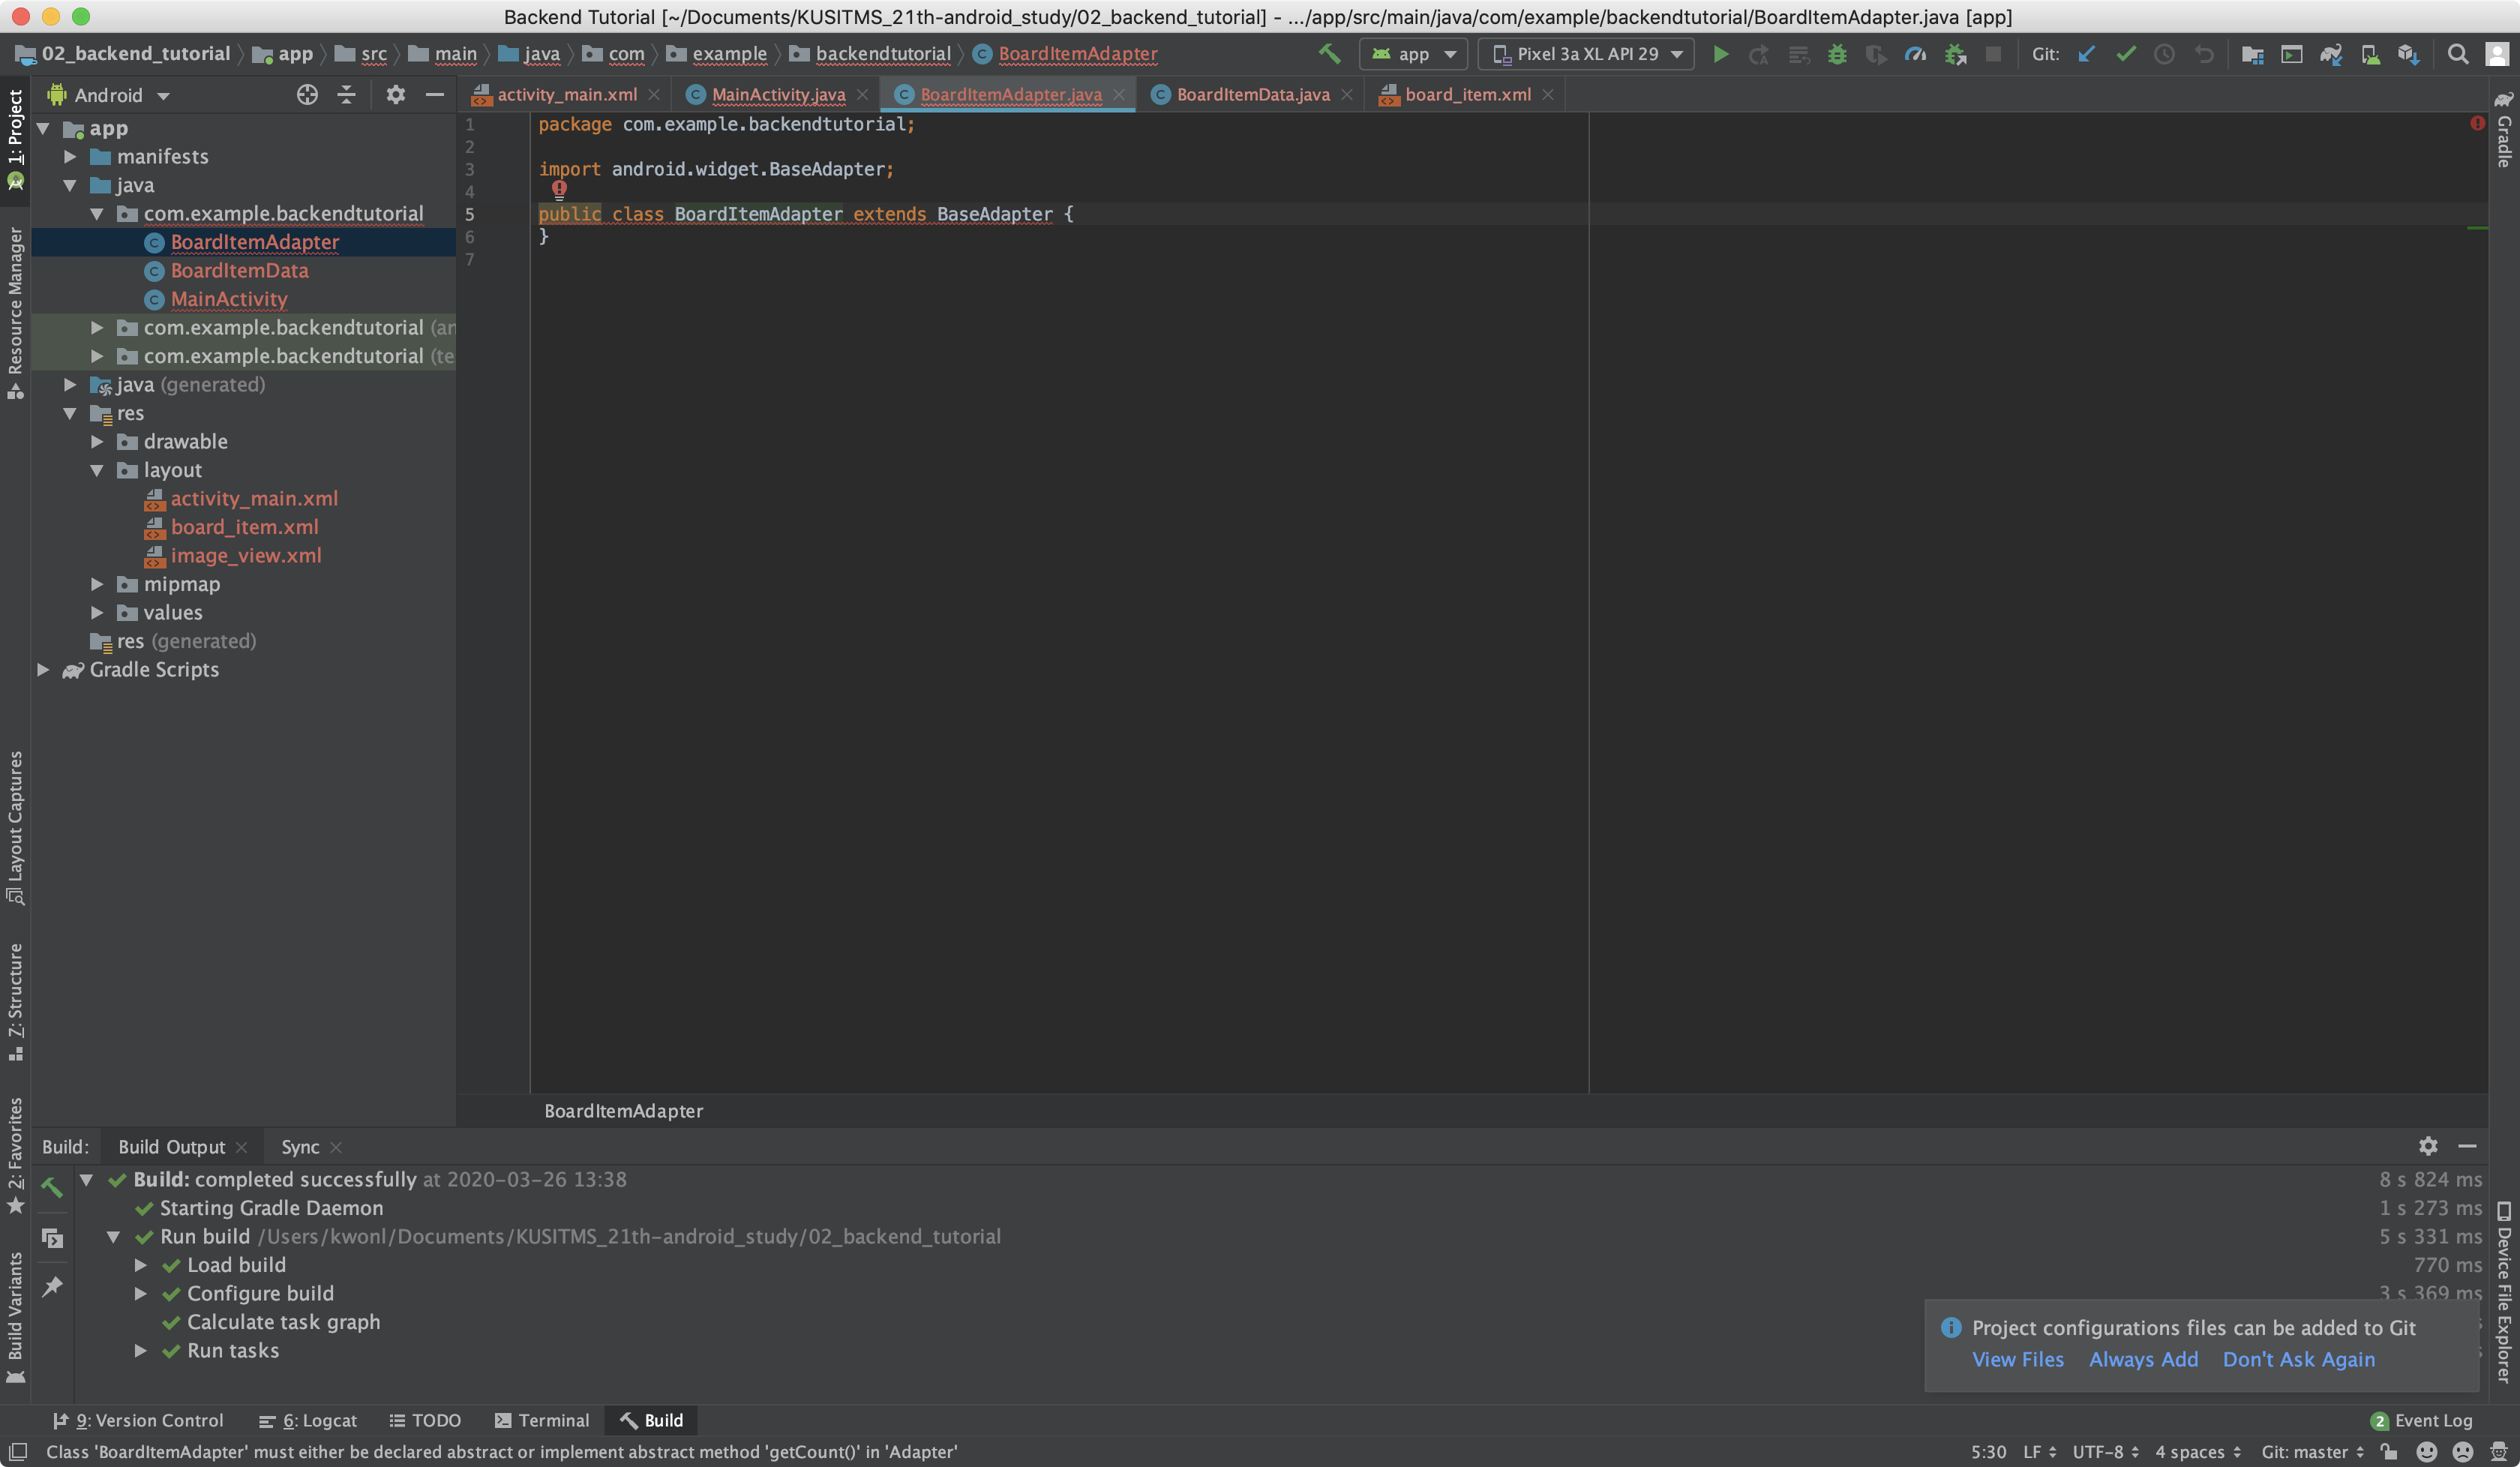 Backend Tutorial [~/Documents/KUSITMS_21th-android_study/02_backend_tutorial] - .../app/src/main/java/com/example/backendtutorial/BoardItemAdapter.java [app]
02_backend_tutorial app src main java com example backendtutorial BoardItemAdapter app Pixel 3a XL API 29 Git:
Android
activity_main.xml MainActivity.java BoardItemAdapter.java BoardItemData.java board_item.xml
1: Project
Resource Manager
Layout Captures
7: Structure
2: Favorites
Build Variants
app
manifests
java
com.example.backendtutorial
BoardItemAdapter
BoardItemData
MainActivity
com.example.backendtutorial (an
com.example.backendtutorial (te
java (generated)
res
drawable
layout
activity_main.xml
board_item.xml
image_view.xml
mipmap
values
res (generated)
Gradle Scripts
1 package com.example.backendtutorial;
2
3 import android.widget.BaseAdapter;
4
5 public class BoardItemAdapter extends BaseAdapter {
6 }
7
BoardItemAdapter
Gradle
Device File Explorer
Build: Build Output Sync
Build: completed successfully at 2020-03-26 13:38 8 s 824 ms
Starting Gradle Daemon 1 s 273 ms
Run build /Users/kwonl/Documents/KUSITMS_21th-android_study/02_backend_tutorial 5 s 331 ms
Load build 770 ms
Configure build 3 s 369 ms
Calculate task graph
Run tasks
Project configurations files can be added to Git
View Files Always Add Don't Ask Again
9: Version Control 6: Logcat TODO Terminal Build 2 Event Log
Class 'BoardItemAdapter' must either be declared abstract or implement abstract method 'getCount()' in 'Adapter' 5:30 LF UTF-8 4 spaces Git: master